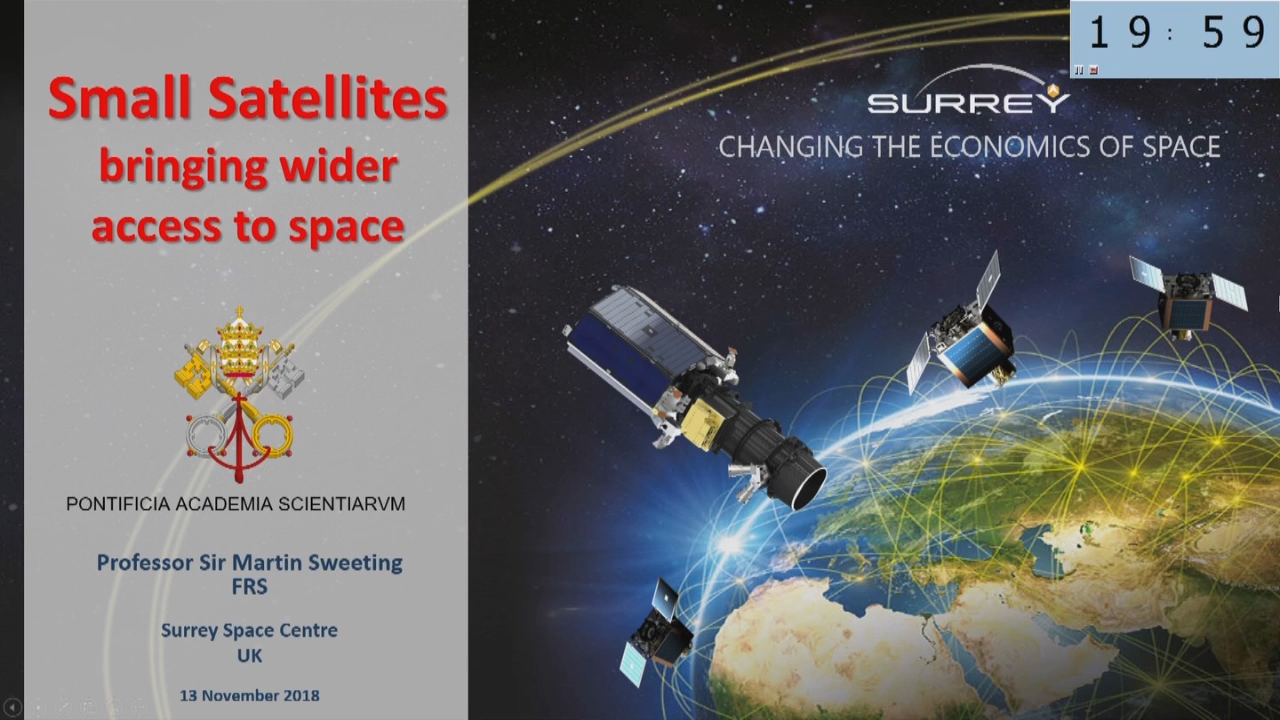 Small Satellites
bringing wider
access to space
PONTIFICIA ACADEMIA SCIENTIARVM
Professor Sir Martin Sweeting
FRS
Surrey Space Centre
UK
13 November 2018
19:59
SURREY
CHANGING THE ECONOMICS OF SPACE